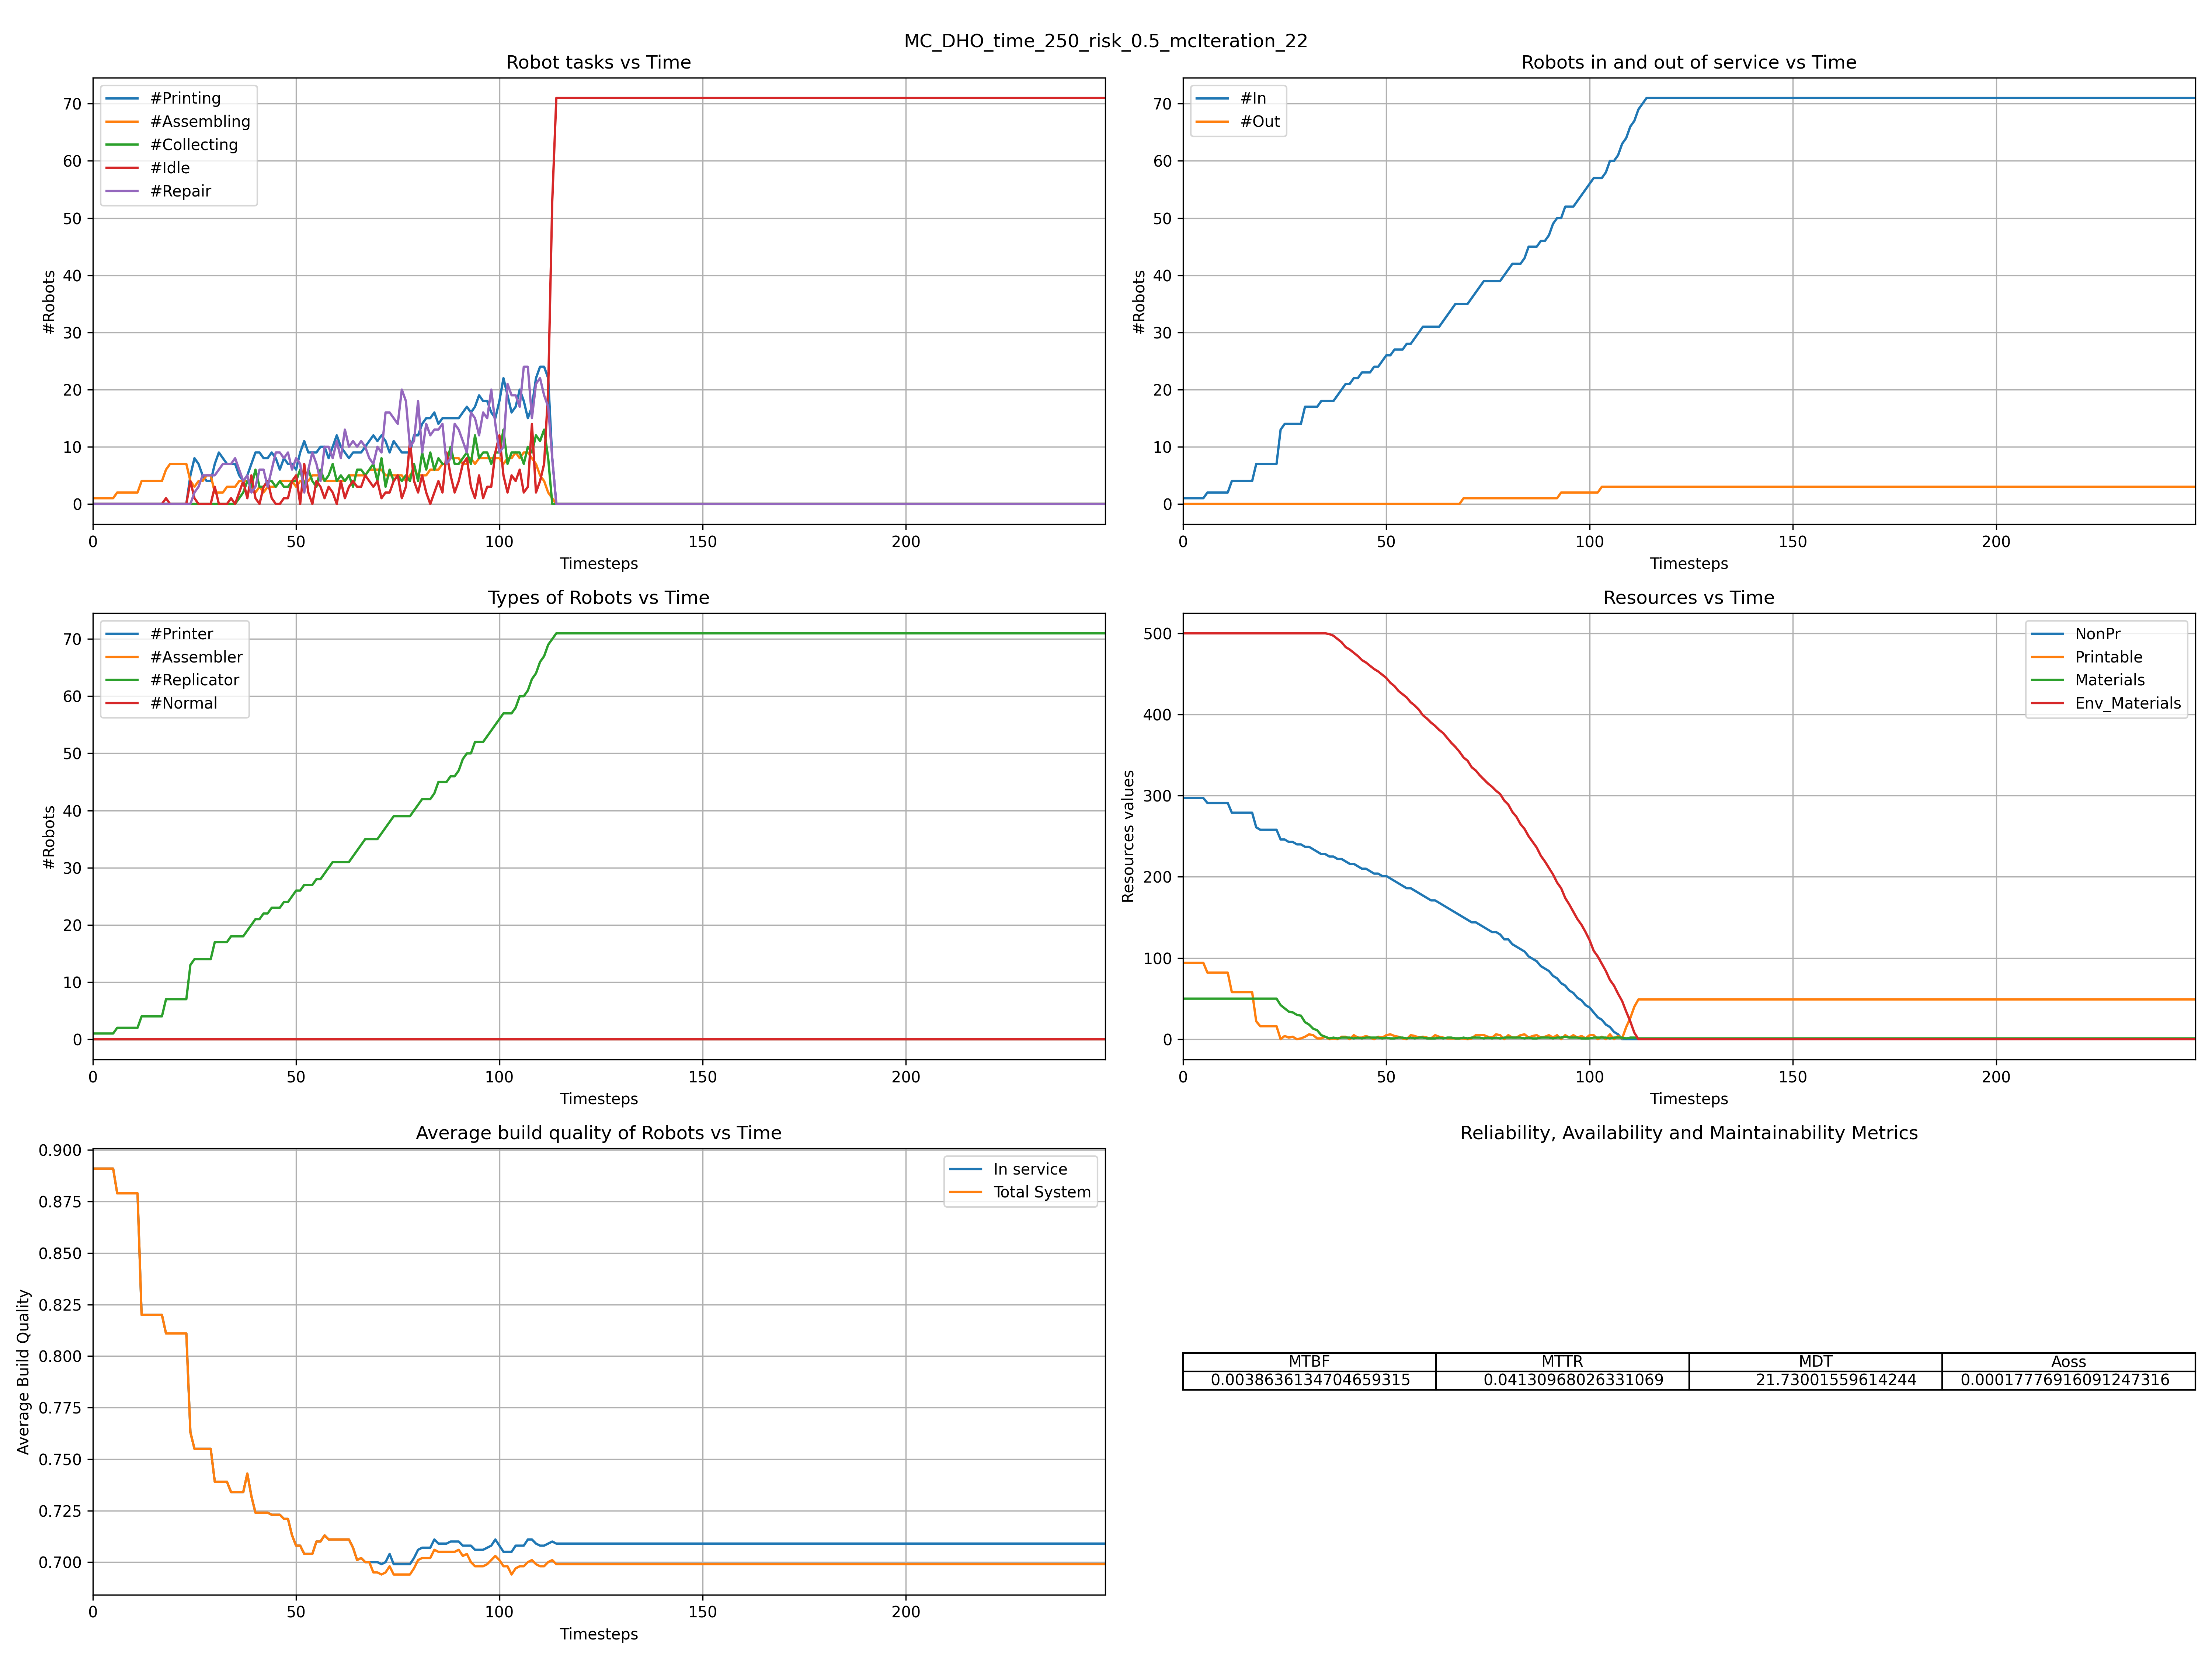 MC_DHO_time_250_risk_0.5_mcIteration_22
Robot tasks vs Time
#Printing
#Assembling
#Collecting
#Idle
#Repair
70
60
50
40
30
20
10
0
#Robots
0 50 100 150 200
Timesteps
Robots in and out of service vs Time
#In
#Out
70
60
50
40
30
20
10
0
#Robots
0 50 100 150 200
Timesteps
Types of Robots vs Time
#Printer
#Assembler
#Replicator
#Normal
70
60
50
40
30
20
10
0
#Robots
0 50 100 150 200
Timesteps
Resources vs Time
NonPr
Printable
Materials
Env_Materials
500
400
300
200
100
0
Resources values
0 50 100 150 200
Timesteps
Average build quality of Robots vs Time
In service
Total System
0.900
0.875
0.850
0.825
0.800
0.775
0.750
0.725
0.700
Average Build Quality
0 50 100 150 200
Timesteps
Reliability, Availability and Maintainability Metrics
MTBF MTTR MDT Aoss
0.0038636134704659315 0.04130968026331069 21.73001559614244 0.00017776916091247316